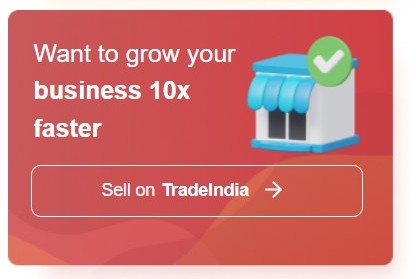 Want to grow your
business 10x
faster
Sell on TradeIndia →